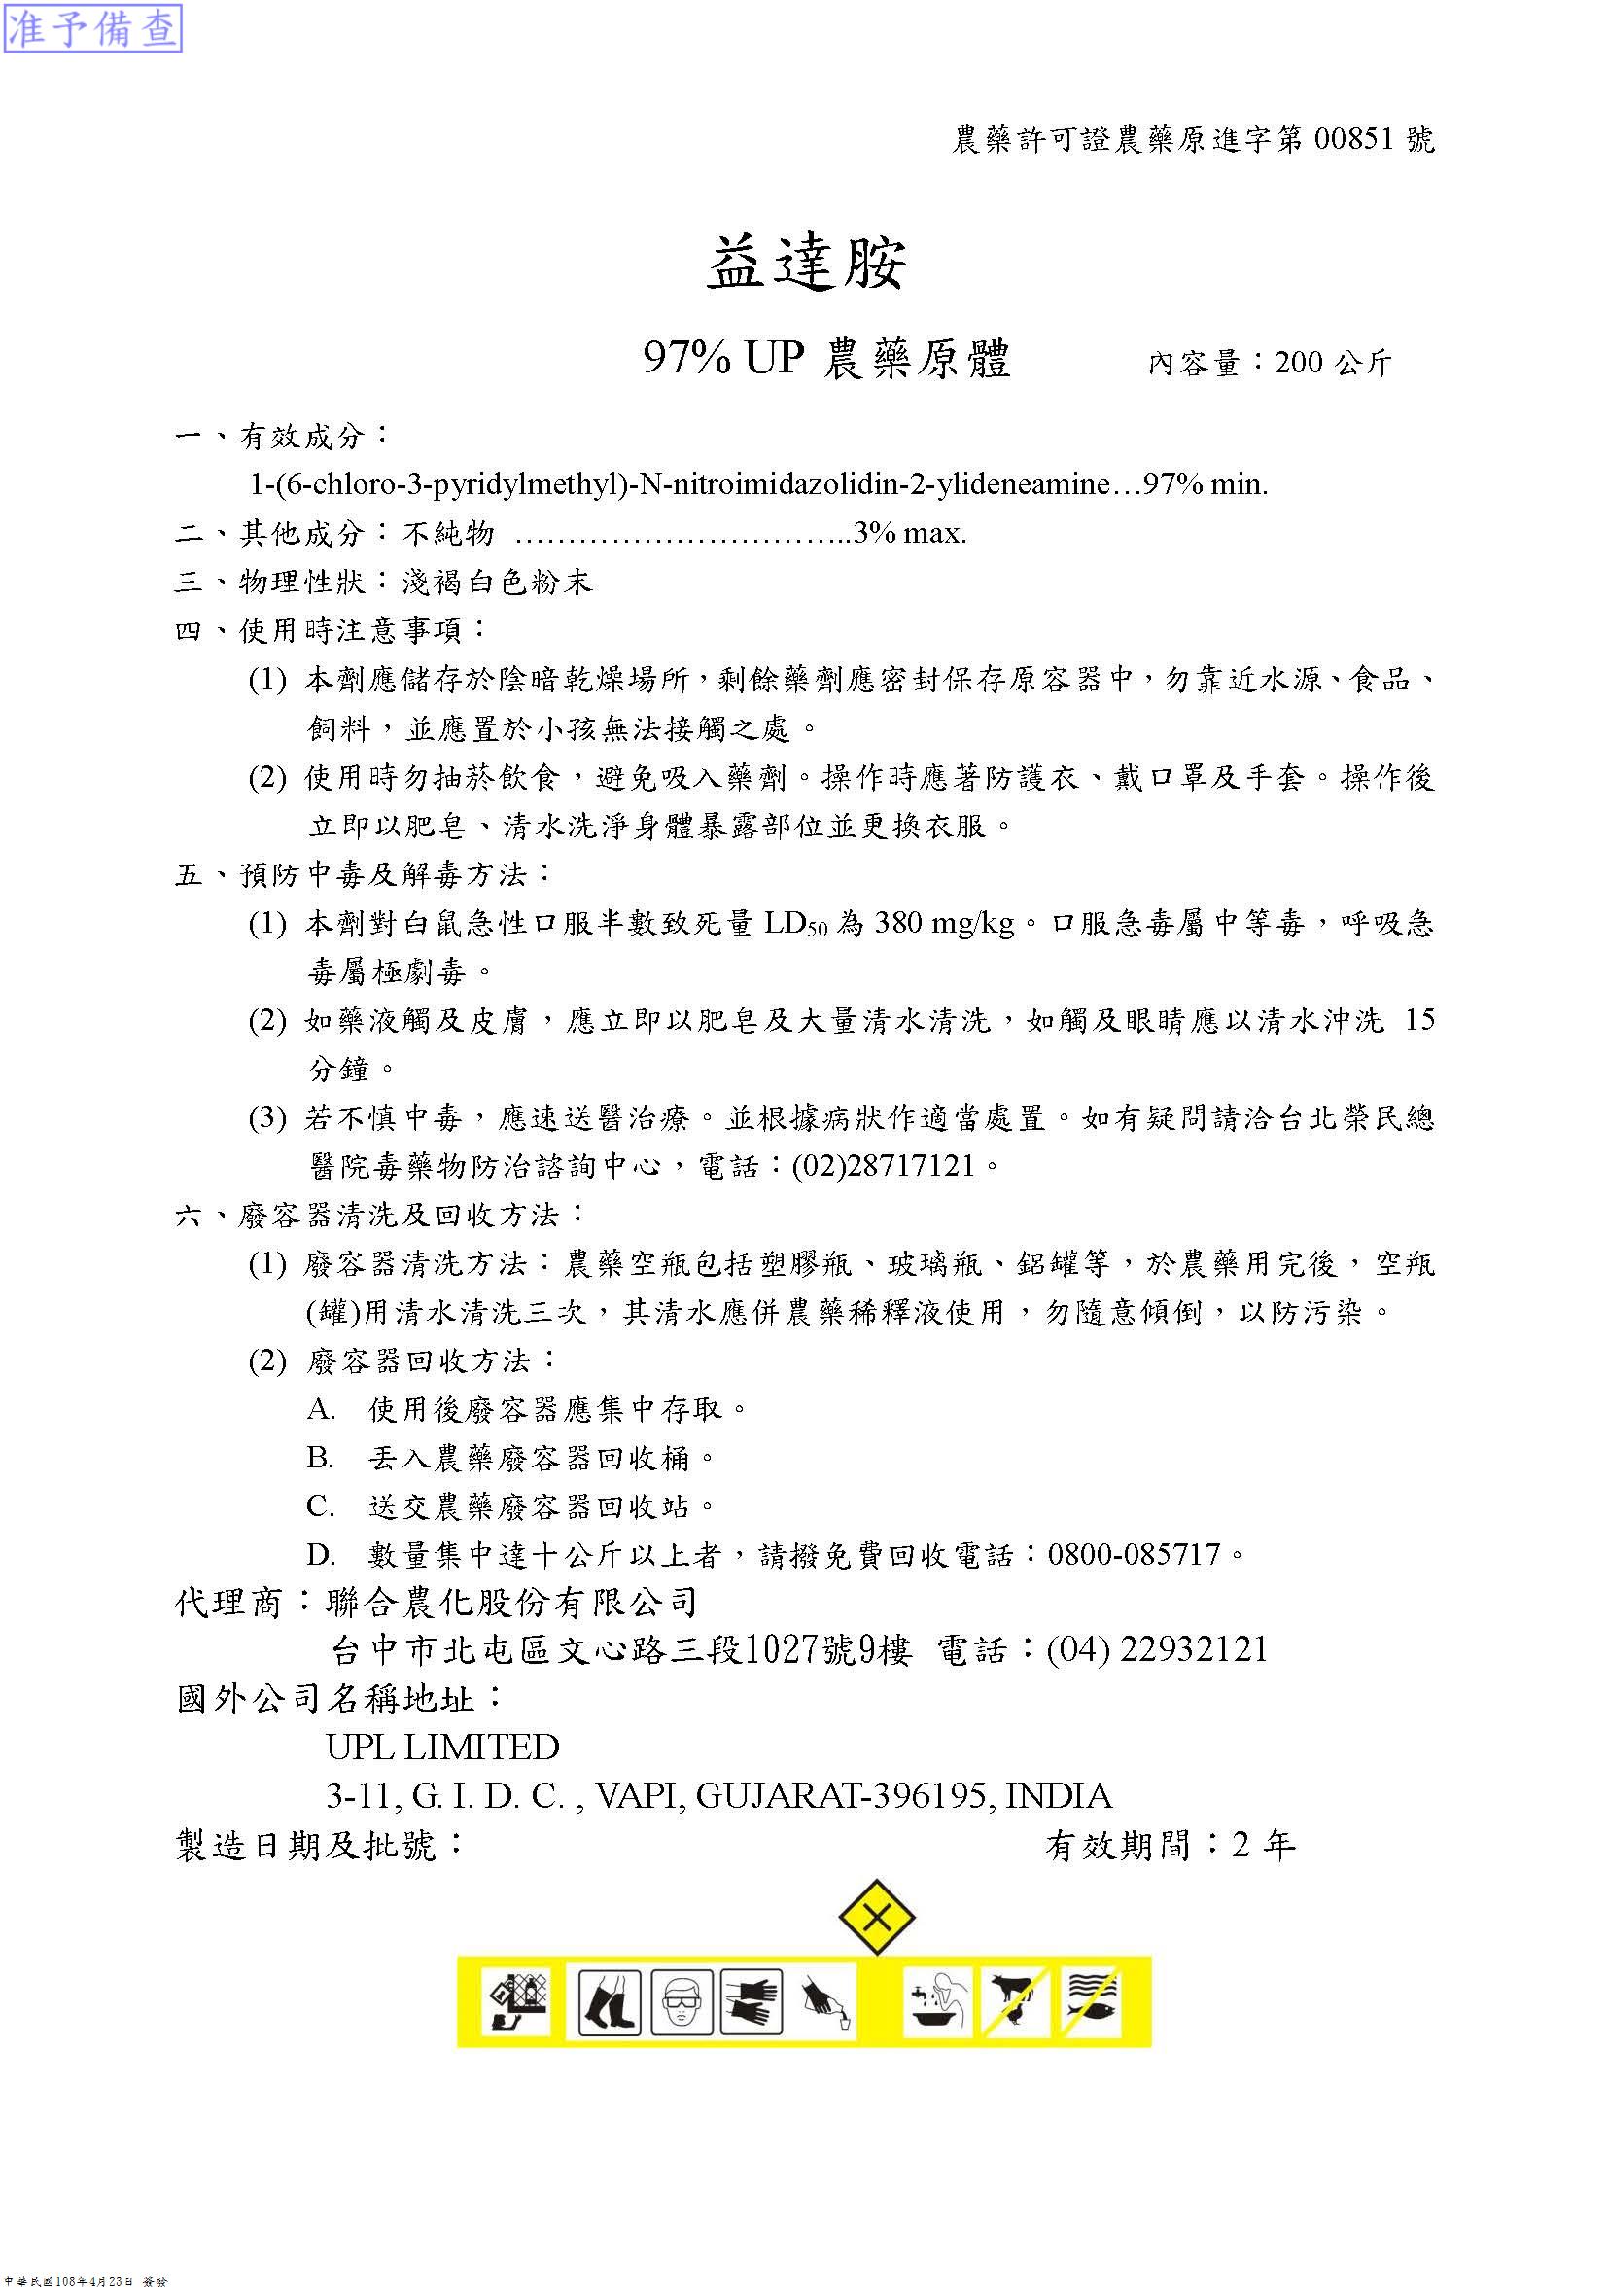 准予備查
農藥許可證農藥原進字第 00851 號
益達胺
97% UP 農藥原體 內容量：200 公斤
一、有效成分：
1-(6-chloro-3-pyridylmethyl)-N-nitroimidazolidin-2-ylideneamine…97% min.
二、其他成分：不純物 …………………………..3% max.
三、物理性狀：淺褐白色粉末
四、使用時注意事項：
(1) 本劑應儲存於陰暗乾燥場所，剩餘藥劑應密封保存原容器中，勿靠近水源、食品、
飼料，並應置於小孩無法接觸之處。
(2) 使用時勿抽菸飲食，避免吸入藥劑。操作時應著防護衣、戴口罩及手套。操作後
立即以肥皂、清水洗淨身體暴露部位並更換衣服。
五、預防中毒及解毒方法：
(1) 本劑對白鼠急性口服半數致死量 LD50 為 380 mg/kg。口服急毒屬中等毒，呼吸急
毒屬極劇毒。
(2) 如藥液觸及皮膚，應立即以肥皂及大量清水清洗，如觸及眼睛應以清水沖洗 15
分鐘。
(3) 若不慎中毒，應速送醫治療。並根據病狀作適當處置。如有疑問請洽台北榮民總
醫院毒藥物防治諮詢中心，電話：(02)28717121。
六、廢容器清洗及回收方法：
(1) 廢容器清洗方法：農藥空瓶包括塑膠瓶、玻璃瓶、鋁罐等，於農藥用完後，空瓶
(罐)用清水清洗三次，其清水應併農藥稀釋液使用，勿隨意傾倒，以防污染。
(2) 廢容器回收方法：
A. 使用後廢容器應集中存取。
B. 丟入農藥廢容器回收桶。
C. 送交農藥廢容器回收站。
D. 數量集中達十公斤以上者，請撥免費回收電話：0800-085717。
代理商：聯合農化股份有限公司
台中市北屯區文心路三段1027號9樓 電話：(04) 22932121
國外公司名稱地址：
UPL LIMITED
3-11, G. I. D. C. , VAPI, GUJARAT-396195, INDIA
製造日期及批號： 有效期間：2 年
中華民國108年4月23日 簽發